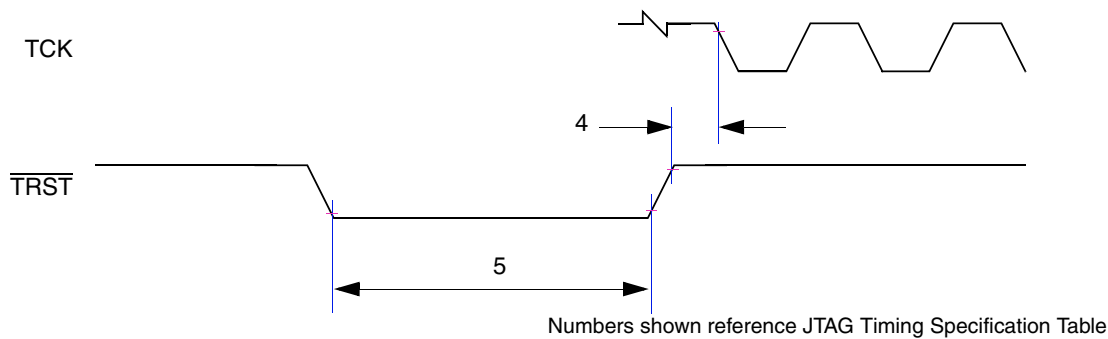 TCK
4
TRST
5
Numbers shown reference JTAG Timing Specification Table